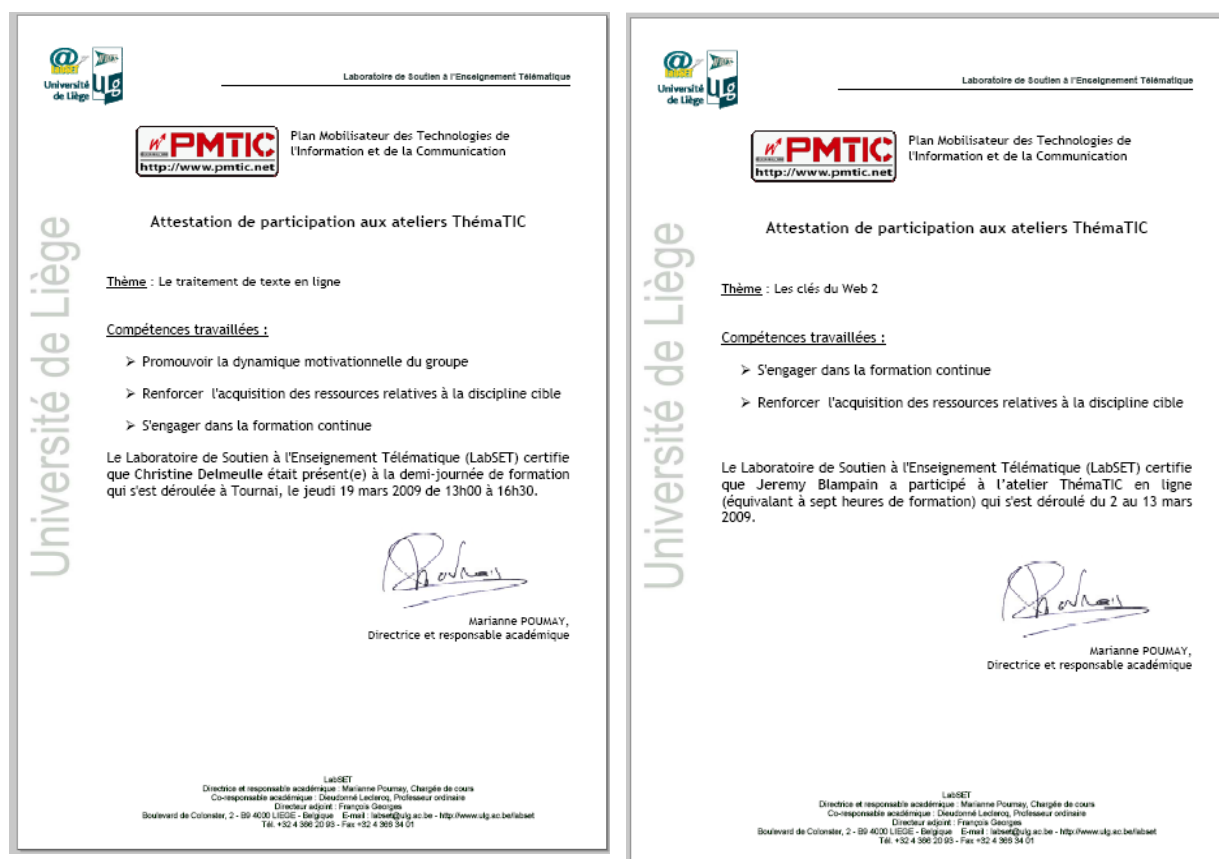 @
LabSET
Université
de Liège
ULg
Laboratoire de Soutien à l'Enseignement Télématique
PMTIC
http://www.pmtic.net
Plan Mobilisateur des Technologies de
l'Information et de la Communication
Université de Liège
Attestation de participation aux ateliers ThémaTIC
Thème : Le traitement de texte en ligne
Compétences travaillées :
➢ Promouvoir la dynamique motivationnelle du groupe
➢ Renforcer l'acquisition des ressources relatives à la discipline cible
➢ S'engager dans la formation continue
Le Laboratoire de Soutien à l'Enseignement Télématique (LabSET) certifie
que Christine Delmeulle était présent(e) à la demi-journée de formation
qui s'est déroulée à Tournai, le jeudi 19 mars 2009 de 13h00 à 16h30.
Marianne POUMAY,
Directrice et responsable académique
LabSET
Directrice et responsable académique : Marianne Poumay, Chargée de cours
Co-responsable académique : Dieudonné Leclercq, Professeur ordinaire
Directeur adjoint : François Georges
Boulevard de Colonster, 2 - B9 4000 LIEGE - Belgique E-mail : labset@ulg.ac.be - http://www.ulg.ac.be/labset
Tél. +32 4 366 20 93 - Fax +32 4 366 34 01
@
LabSET
Université
de Liège
ULg
Laboratoire de Soutien à l'Enseignement Télématique
PMTIC
http://www.pmtic.net
Plan Mobilisateur des Technologies de
l'Information et de la Communication
Université de Liège
Attestation de participation aux ateliers ThémaTIC
Thème : Les clés du Web 2
Compétences travaillées :
➢ S'engager dans la formation continue
➢ Renforcer l'acquisition des ressources relatives à la discipline cible
Le Laboratoire de Soutien à l'Enseignement Télématique (LabSET) certifie
que Jeremy Blampain a participé à l'atelier ThémaTIC en ligne
(équivalant à sept heures de formation) qui s'est déroulé du 2 au 13 mars
2009.
Marianne POUMAY,
Directrice et responsable académique
LabSET
Directrice et responsable académique : Marianne Poumay, Chargée de cours
Co-responsable académique : Dieudonné Leclercq, Professeur ordinaire
Directeur adjoint : François Georges
Boulevard de Colonster, 2 - B9 4000 LIEGE - Belgique E-mail : labset@ulg.ac.be - http://www.ulg.ac.be/labset
Tél. +32 4 366 20 93 - Fax +32 4 366 34 01